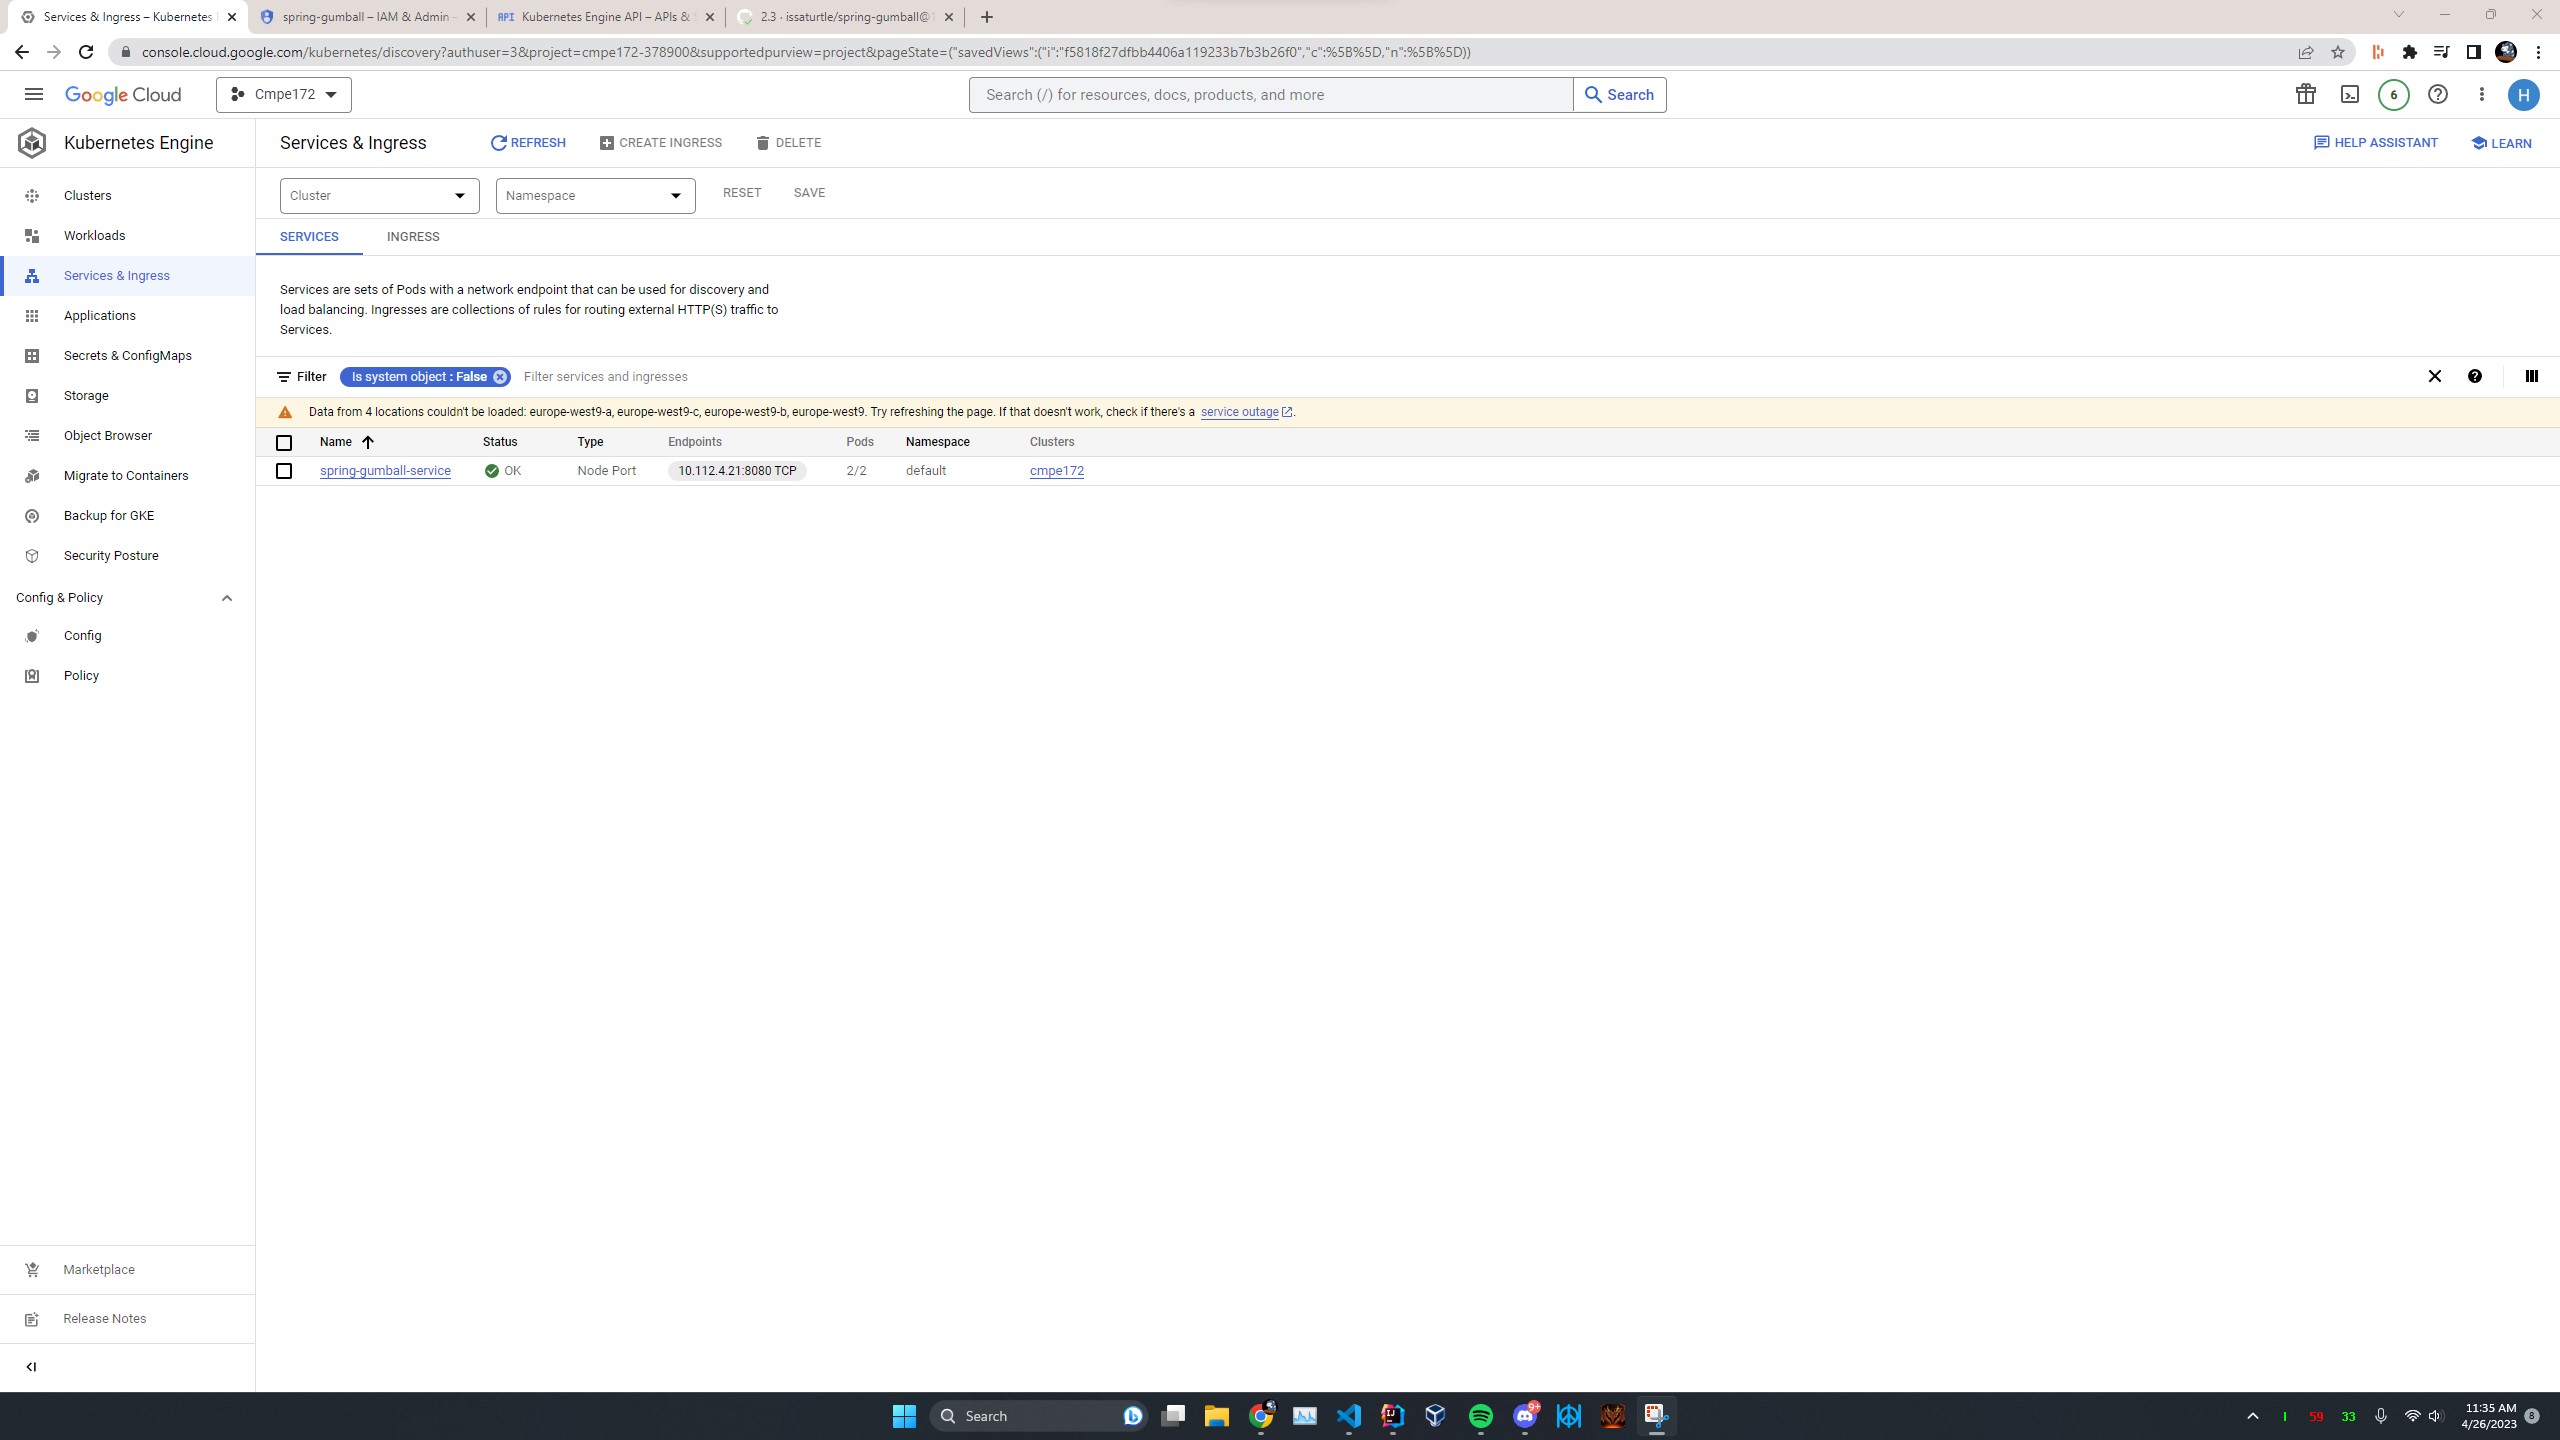 Services & Ingress – Kubernetes
spring-gumball – IAM & Admin –
API Kubernetes Engine API – APIs &
2.3 · issaturtle/spring-gumball@
console.cloud.google.com/kubernetes/discovery?authuser=3&project=cmpe172-378900&supportedpurview=project&pageState=("savedViews":("i":"f5818f27dfbb4406a119233b7b3b26f0","c":%5B%5D,"n":%5B%5D))
Google Cloud
Cmpe172
Search (/) for resources, docs, products, and more
Search
6
H
Kubernetes Engine
Services & Ingress
REFRESH
CREATE INGRESS
DELETE
HELP ASSISTANT
LEARN
Clusters
Workloads
Services & Ingress
Applications
Secrets & ConfigMaps
Storage
Object Browser
Migrate to Containers
Backup for GKE
Security Posture
Config & Policy
Config
Policy
Marketplace
Release Notes
Cluster
Namespace
RESET
SAVE
SERVICES
INGRESS
Services are sets of Pods with a network endpoint that can be used for discovery and
load balancing. Ingresses are collections of rules for routing external HTTP(S) traffic to
Services.
Filter
Is system object : False
Filter services and ingresses
Data from 4 locations couldn't be loaded: europe-west9-a, europe-west9-c, europe-west9-b, europe-west9. Try refreshing the page. If that doesn't work, check if there's a service outage.
Name Status Type Endpoints Pods Namespace Clusters
spring-gumball-service OK Node Port 10.112.4.21:8080 TCP 2/2 default cmpe172
Search
9+
59
33
11:35 AM
4/26/2023
8